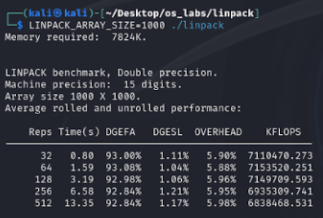 (kali㉿kali)-[~/Desktop/os_labs/linpack]
$ LINPACK_ARRAY_SIZE=1000 ./linpack
Memory required: 7824K.
LINPACK benchmark, Double precision.
Machine precision: 15 digits.
Array size 1000 X 1000.
Average rolled and unrolled performance:
Reps Time(s) DGEFA DGESL OVERHEAD KFLOPS
32 0.80 93.00% 1.11% 5.90% 7110470.273
64 1.59 93.08% 1.04% 5.88% 7153520.251
128 3.19 92.98% 1.06% 5.96% 7149709.593
256 6.58 92.84% 1.21% 5.95% 6935309.741
512 13.35 92.84% 1.17% 5.98% 6838468.531